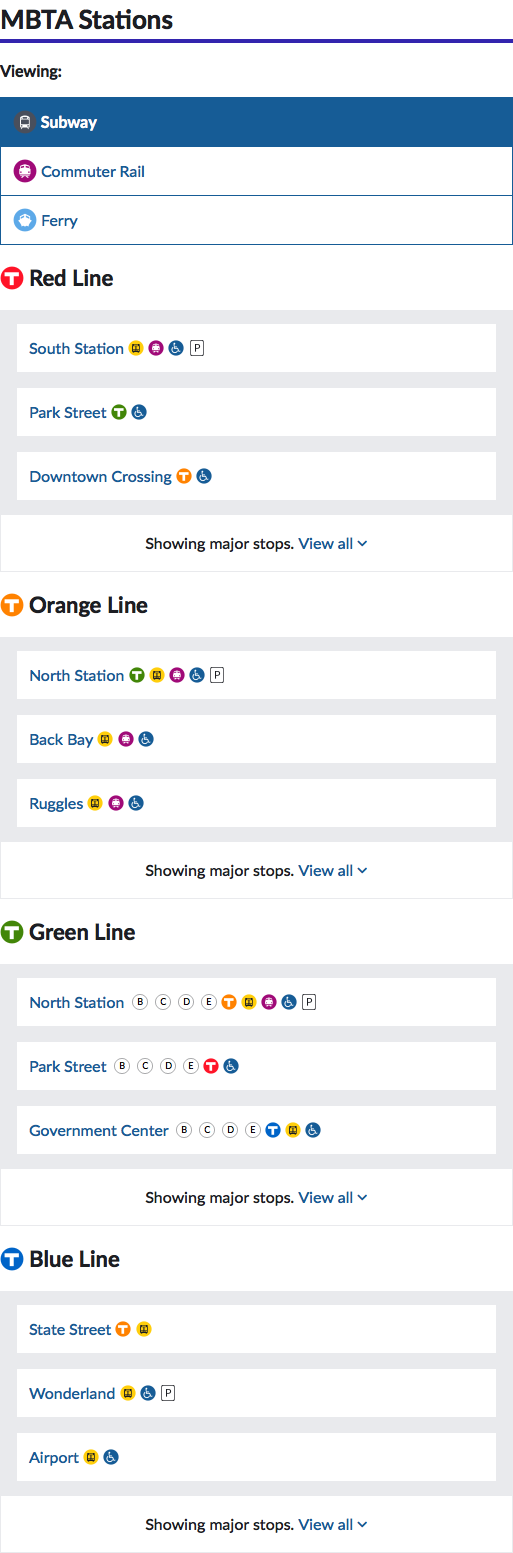 MBTA Stations
Viewing:
Subway
Commuter Rail
Ferry
T Red Line
South Station P
Park Street T
Downtown Crossing T
Showing major stops. View all
T Orange Line
North Station T P
Back Bay
Ruggles
Showing major stops. View all
T Green Line
North Station B C D E T P
Park Street B C D E T
Government Center B C D E T
Showing major stops. View all
T Blue Line
State Street T
Wonderland P
Airport
Showing major stops. View all